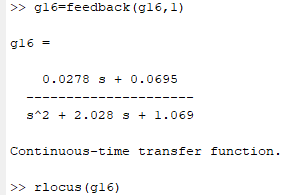 >> g16=feedback(g16,1)
g16 =
0.0278 s + 0.0695
---------------------
s^2 + 2.028 s + 1.069
Continuous-time transfer function.
>> rlocus(g16)